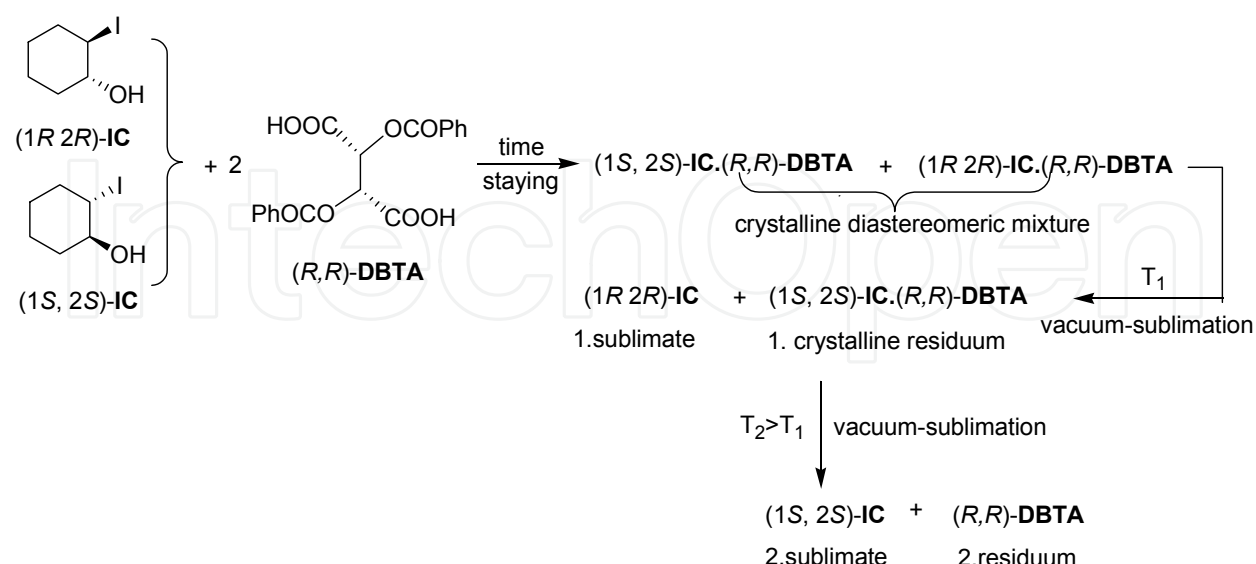 I
OH
(1R 2R)-IC
I
OH
(1S, 2S)-IC
+ 2
HOOC
OCOPh
PhOCO
COOH
(R,R)-DBTA
time
staying
(1S, 2S)-IC.(R,R)-DBTA + (1R 2R)-IC.(R,R)-DBTA
crystalline diastereomeric mixture
T1
vacuum-sublimation
(1R 2R)-IC + (1S, 2S)-IC.(R,R)-DBTA
1.sublimate 1. crystalline residuum
T2>T1 vacuum-sublimation
(1S, 2S)-IC + (R,R)-DBTA
2.sublimate 2.residuum
IntechOpen